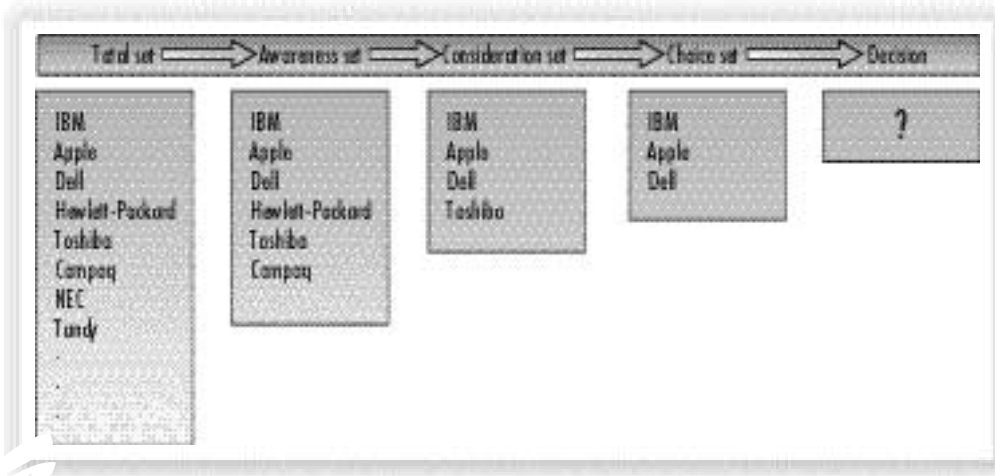 Total set Awareness set Consideration set Choice set Decision
IBM
Apple
Dell
Hewlett-Packard
Toshiba
Compaq
NEC
Tandy
.
.
.
IBM
Apple
Dell
Hewlett-Packard
Toshiba
Compaq
IBM
Apple
Dell
Toshiba
IBM
Apple
Dell
?